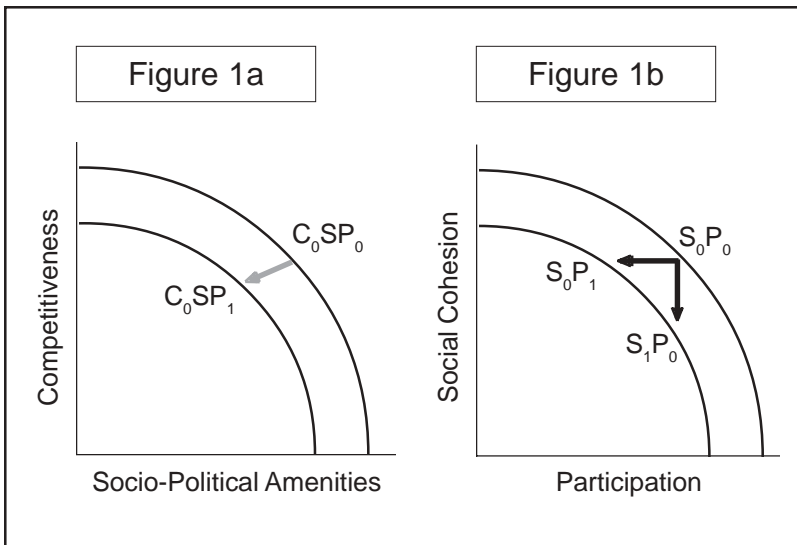 Figure 1a
Figure 1b
Competitiveness
C₀SP₀
C₀SP₁
Socio-Political Amenities
Social Cohesion
S₀P₀
S₀P₁
S₁P₀
Participation